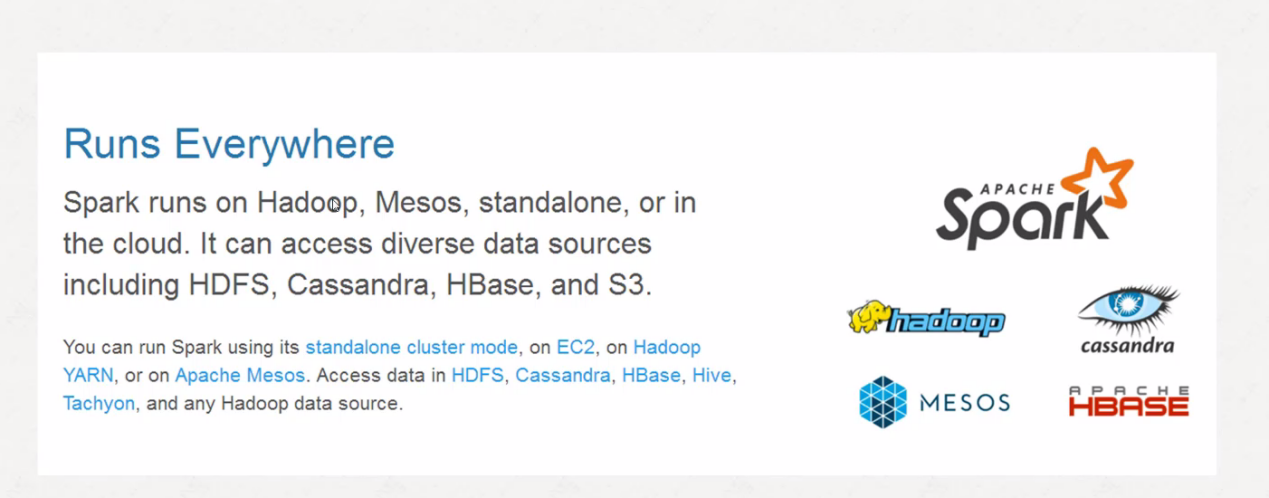 Runs Everywhere
Spark runs on Hadoop, Mesos, standalone, or in
the cloud. It can access diverse data sources
including HDFS, Cassandra, HBase, and S3.
You can run Spark using its standalone cluster mode, on EC2, on Hadoop
YARN, or on Apache Mesos. Access data in HDFS, Cassandra, HBase, Hive,
Tachyon, and any Hadoop data source.
APACHE
Spark
hadoop
cassandra
MESOS
APACHE
HBASE